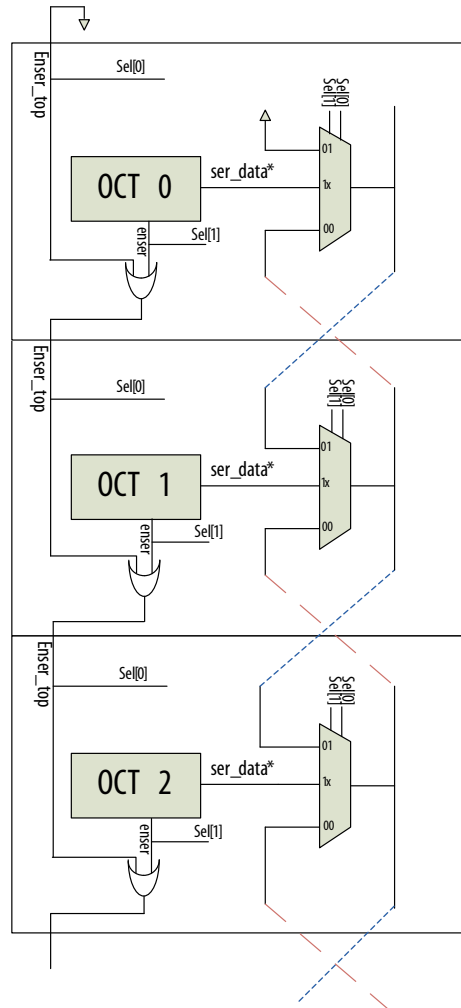 Enser_top
Sel[0]
Sel[1]
Sel[0]
01
OCT 0
ser_data*
1x
enser
Sel[1]
00
Enser_top
Sel[0]
Sel[1]
Sel[0]
01
OCT 1
ser_data*
1x
enser
Sel[1]
00
Enser_top
Sel[0]
Sel[1]
Sel[0]
01
OCT 2
ser_data*
1x
enser
Sel[1]
00